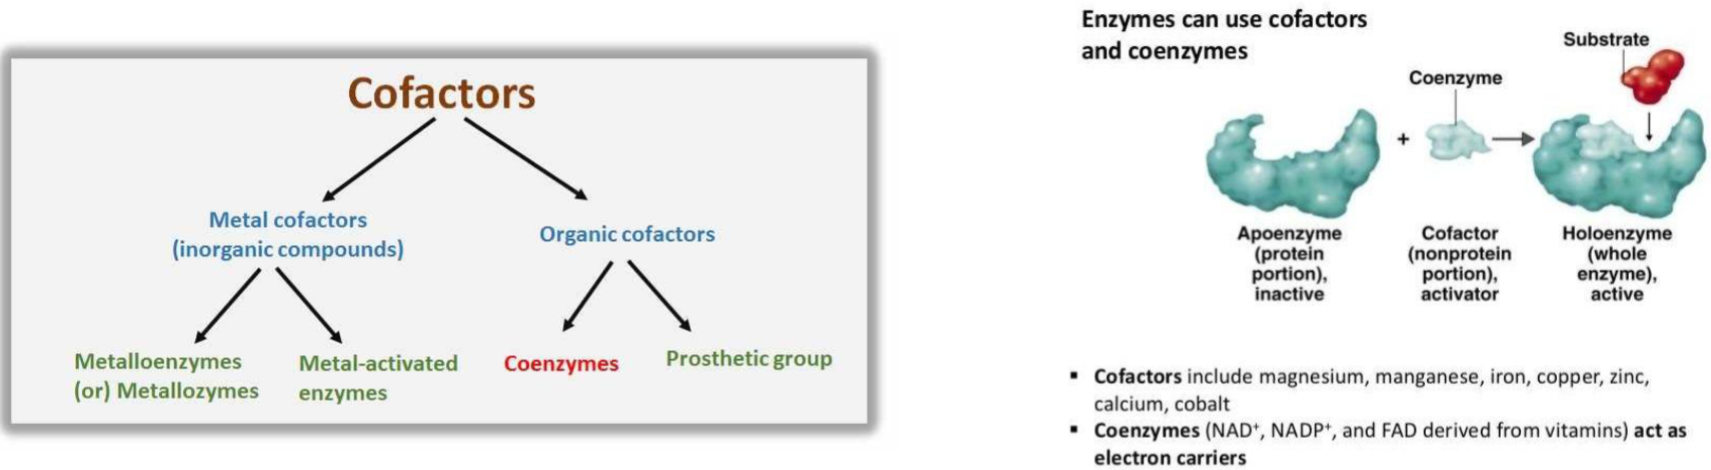 Cofactors
Metal cofactors
(inorganic compounds)
Organic cofactors
Metalloenzymes
(or) Metallozymes
Metal-activated
enzymes
Coenzymes
Prosthetic group
Enzymes can use cofactors
and coenzymes
Substrate
Coenzyme
+
Apoenzyme
(protein
portion),
inactive
Cofactor
(nonprotein
portion),
activator
Holoenzyme
(whole
enzyme),
active
▪ Cofactors include magnesium, manganese, iron, copper, zinc,
calcium, cobalt
▪ Coenzymes (NAD⁺, NADP⁺, and FAD derived from vitamins) act as
electron carriers